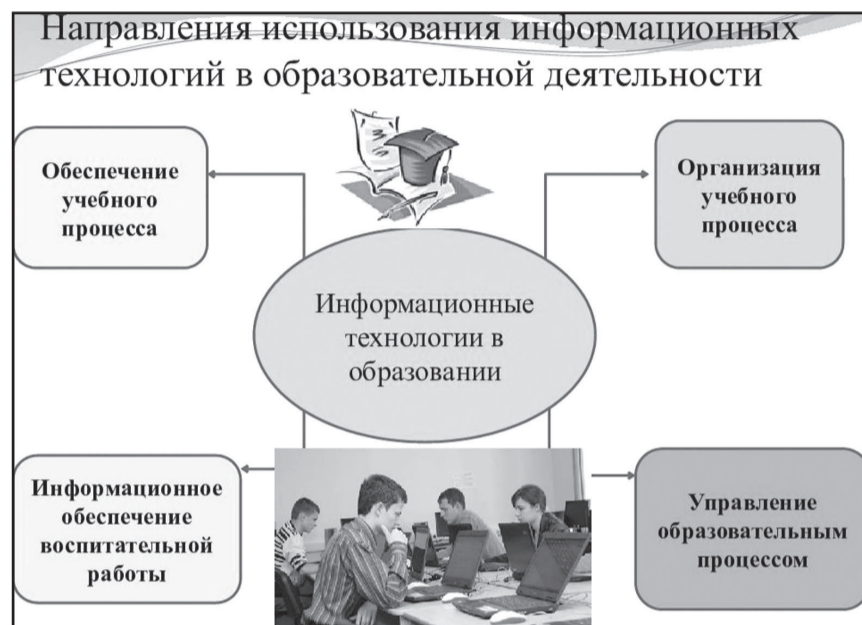 Направления использования информационных
технологий в образовательной деятельности
Обеспечение
учебного
процесса
Организация
учебного
процесса
Информационные
технологии в
образовании
Информационное
обеспечение
воспитательной
работы
Управление
образовательным
процессом